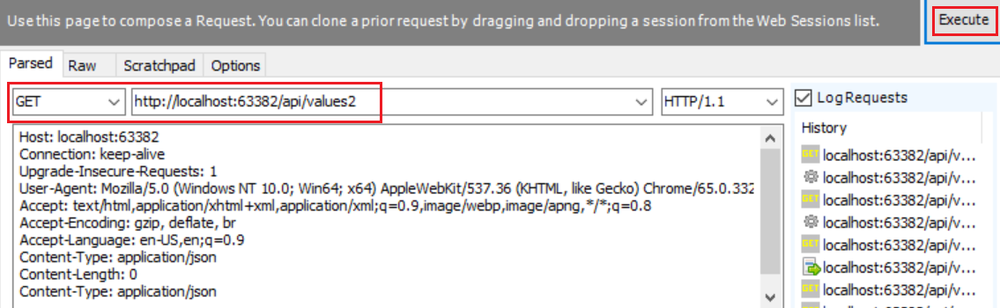 Use this page to compose a Request. You can clone a prior request by dragging and dropping a session from the Web Sessions list.
Execute
Parsed Raw Scratchpad Options
GET http://localhost:63382/api/values2 HTTP/1.1
Log Requests
History
Host: localhost:63382
Connection: keep-alive
Upgrade-Insecure-Requests: 1
User-Agent: Mozilla/5.0 (Windows NT 10.0; Win64; x64) AppleWebKit/537.36 (KHTML, like Gecko) Chrome/65.0.332
Accept: text/html,application/xhtml+xml,application/xml;q=0.9,image/webp,image/apng,*/*;q=0.8
Accept-Encoding: gzip, deflate, br
Accept-Language: en-US,en;q=0.9
Content-Type: application/json
Content-Length: 0
Content-Type: application/json
GET localhost:63382/api/v...
localhost:63382/api/v...
GET localhost:63382/api/v...
localhost:63382/api/v...
GET localhost:63382/api/v...
localhost:63382/api/v...
GET localhost:63382/api/v...